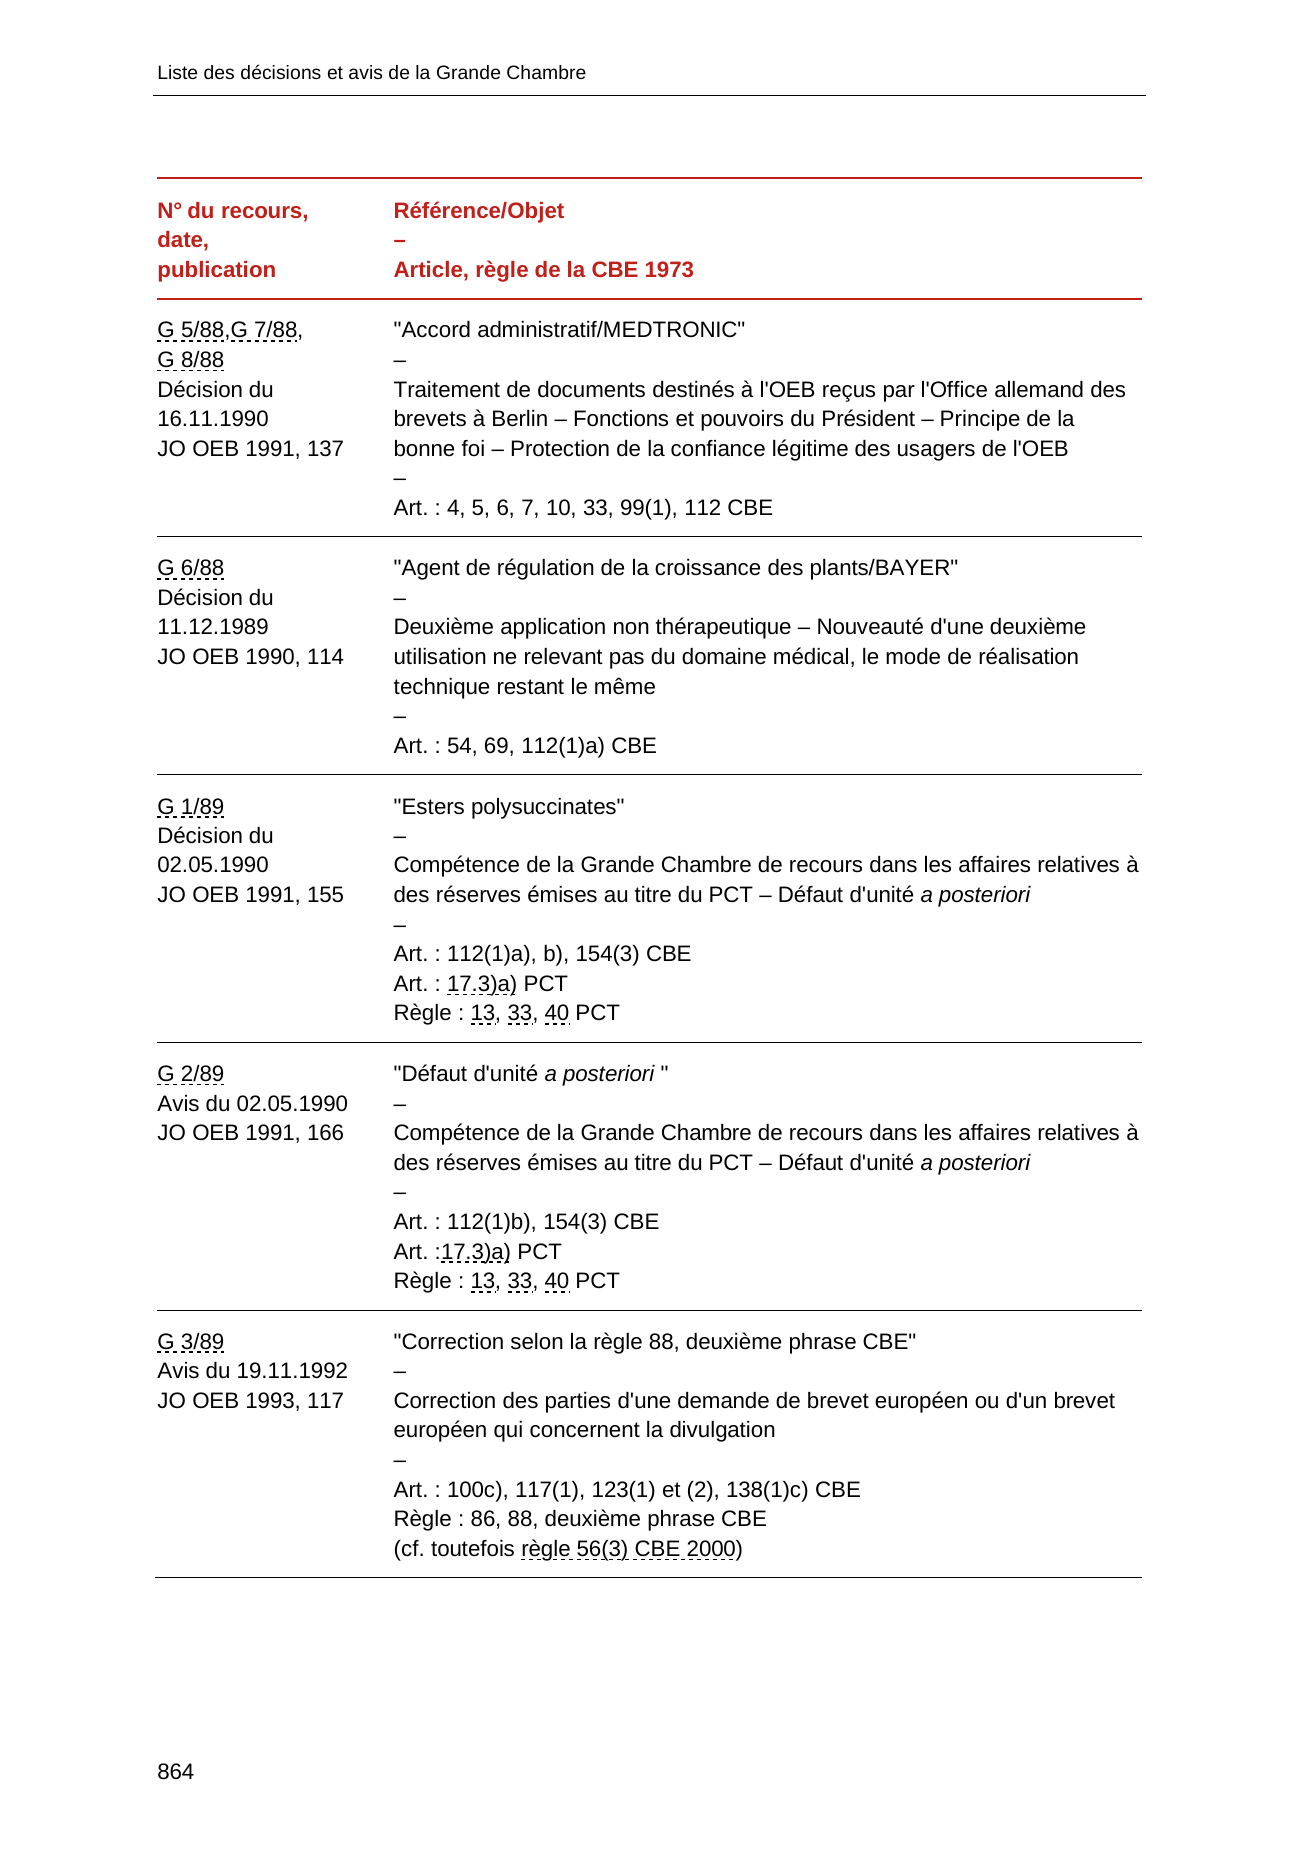 Liste des décisions et avis de la Grande Chambre
N° du recours,
date,
publication
Référence/Objet
–
Article, règle de la CBE 1973
G 5/88,G 7/88,
G 8/88
Décision du
16.11.1990
JO OEB 1991, 137
"Accord administratif/MEDTRONIC"
–
Traitement de documents destinés à l'OEB reçus par l'Office allemand des
brevets à Berlin – Fonctions et pouvoirs du Président – Principe de la
bonne foi – Protection de la confiance légitime des usagers de l'OEB
–
Art. : 4, 5, 6, 7, 10, 33, 99(1), 112 CBE
G 6/88
Décision du
11.12.1989
JO OEB 1990, 114
"Agent de régulation de la croissance des plants/BAYER"
–
Deuxième application non thérapeutique – Nouveauté d'une deuxième
utilisation ne relevant pas du domaine médical, le mode de réalisation
technique restant le même
–
Art. : 54, 69, 112(1)a) CBE
G 1/89
Décision du
02.05.1990
JO OEB 1991, 155
"Esters polysuccinates"
–
Compétence de la Grande Chambre de recours dans les affaires relatives à
des réserves émises au titre du PCT – Défaut d'unité a posteriori
–
Art. : 112(1)a), b), 154(3) CBE
Art. : 17.3)a) PCT
Règle : 13, 33, 40 PCT
G 2/89
Avis du 02.05.1990
JO OEB 1991, 166
"Défaut d'unité a posteriori "
–
Compétence de la Grande Chambre de recours dans les affaires relatives à
des réserves émises au titre du PCT – Défaut d'unité a posteriori
–
Art. : 112(1)b), 154(3) CBE
Art. :17.3)a) PCT
Règle : 13, 33, 40 PCT
G 3/89
Avis du 19.11.1992
JO OEB 1993, 117
"Correction selon la règle 88, deuxième phrase CBE"
–
Correction des parties d'une demande de brevet européen ou d'un brevet
européen qui concernent la divulgation
–
Art. : 100c), 117(1), 123(1) et (2), 138(1)c) CBE
Règle : 86, 88, deuxième phrase CBE
(cf. toutefois règle 56(3) CBE 2000)
864